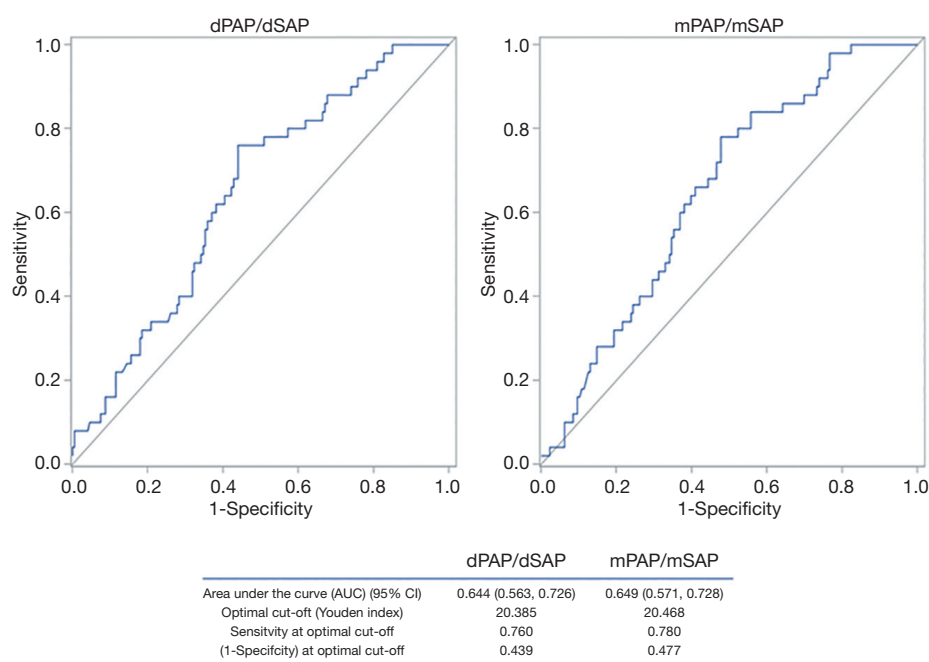 dPAP/dSAP
1.0
0.8
0.6
0.4
0.2
0.0
Sensitivity
0.0 0.2 0.4 0.6 0.8 1.0
1-Specificity
mPAP/mSAP
1.0
0.8
0.6
0.4
0.2
0.0
Sensitivity
0.0 0.2 0.4 0.6 0.8 1.0
1-Specificity
dPAP/dSAP mPAP/mSAP
Area under the curve (AUC) (95% CI) 0.644 (0.563, 0.726) 0.649 (0.571, 0.728)
Optimal cut-oft (Youden index) 20.385 20.468
Sensitvity at optimal cut-off 0.760 0.780
(1-Specifcity) at optimal cut-off 0.439 0.477